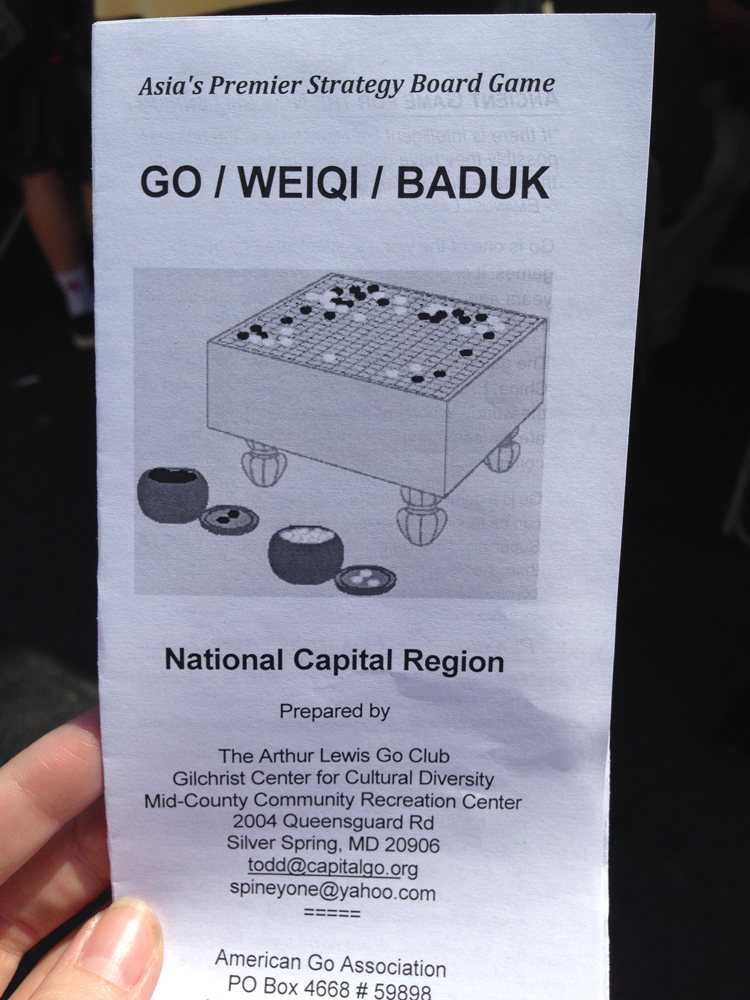 Asia's Premier Strategy Board Game
GO / WEIQI / BADUK
National Capital Region
Prepared by
The Arthur Lewis Go Club
Gilchrist Center for Cultural Diversity
Mid-County Community Recreation Center
2004 Queensguard Rd
Silver Spring, MD 20906
todd@capitalgo.org
spineyone@yahoo.com
=====
American Go Association
PO Box 4668 # 59898